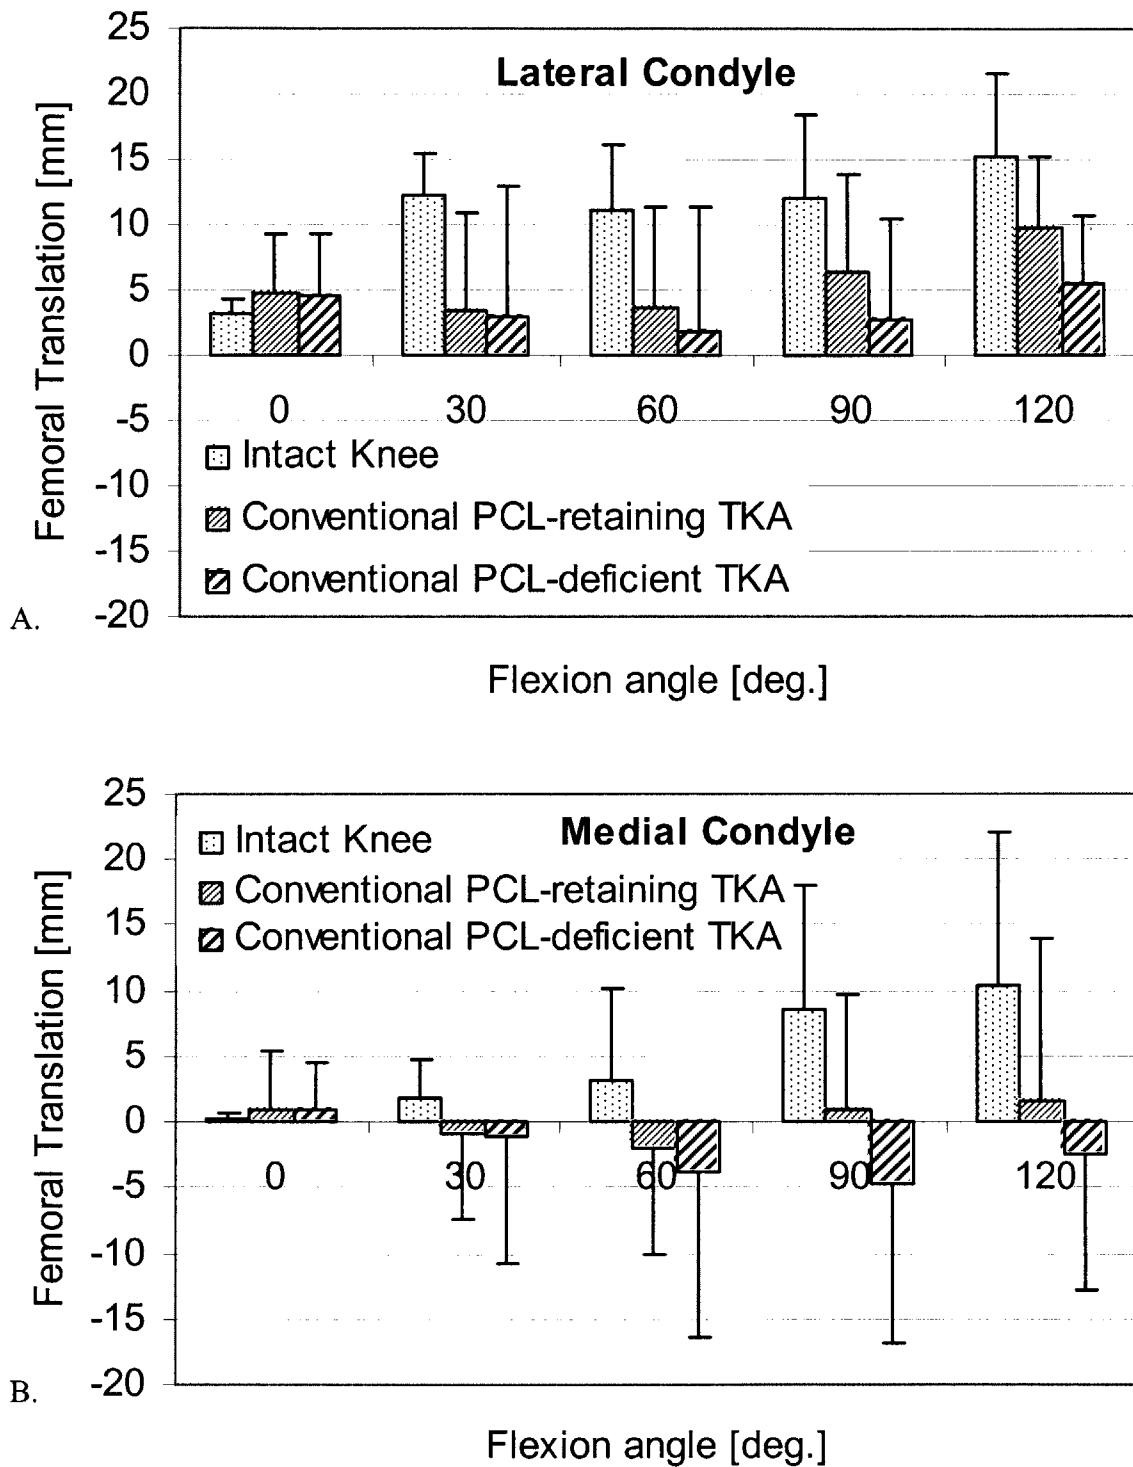 25
Lateral Condyle
20
15
10
5
0
-5
-10
-15
-20
Femoral Translation [mm]
0 30 60 90 120
Intact Knee
Conventional PCL-retaining TKA
Conventional PCL-deficient TKA
A.
Flexion angle [deg.]
25
Medial Condyle
20
15
10
5
0
-5
-10
-15
-20
Femoral Translation [mm]
Intact Knee
Conventional PCL-retaining TKA
Conventional PCL-deficient TKA
0 30 60 90 120
B.
Flexion angle [deg.]